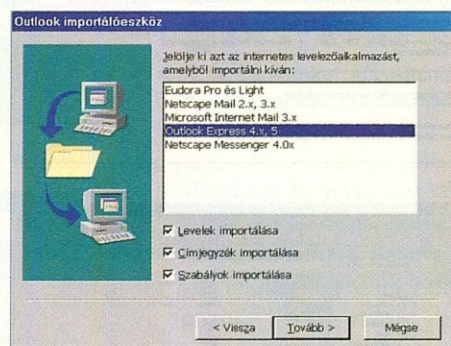 Outlook importálóeszköz
Jelölje ki azt az internetes levelezőalkalmazást,
amelyből importálni kíván:
Eudora Pro és Light
Netscape Mail 2.x, 3.x
Microsoft Internet Mail 3.x
Outlook Express 4.x, 5
Netscape Messenger 4.0x
Levelek importálása
Címjegyzék importálása
Szabályok importálása
< Vissza
Tovább >
Mégse